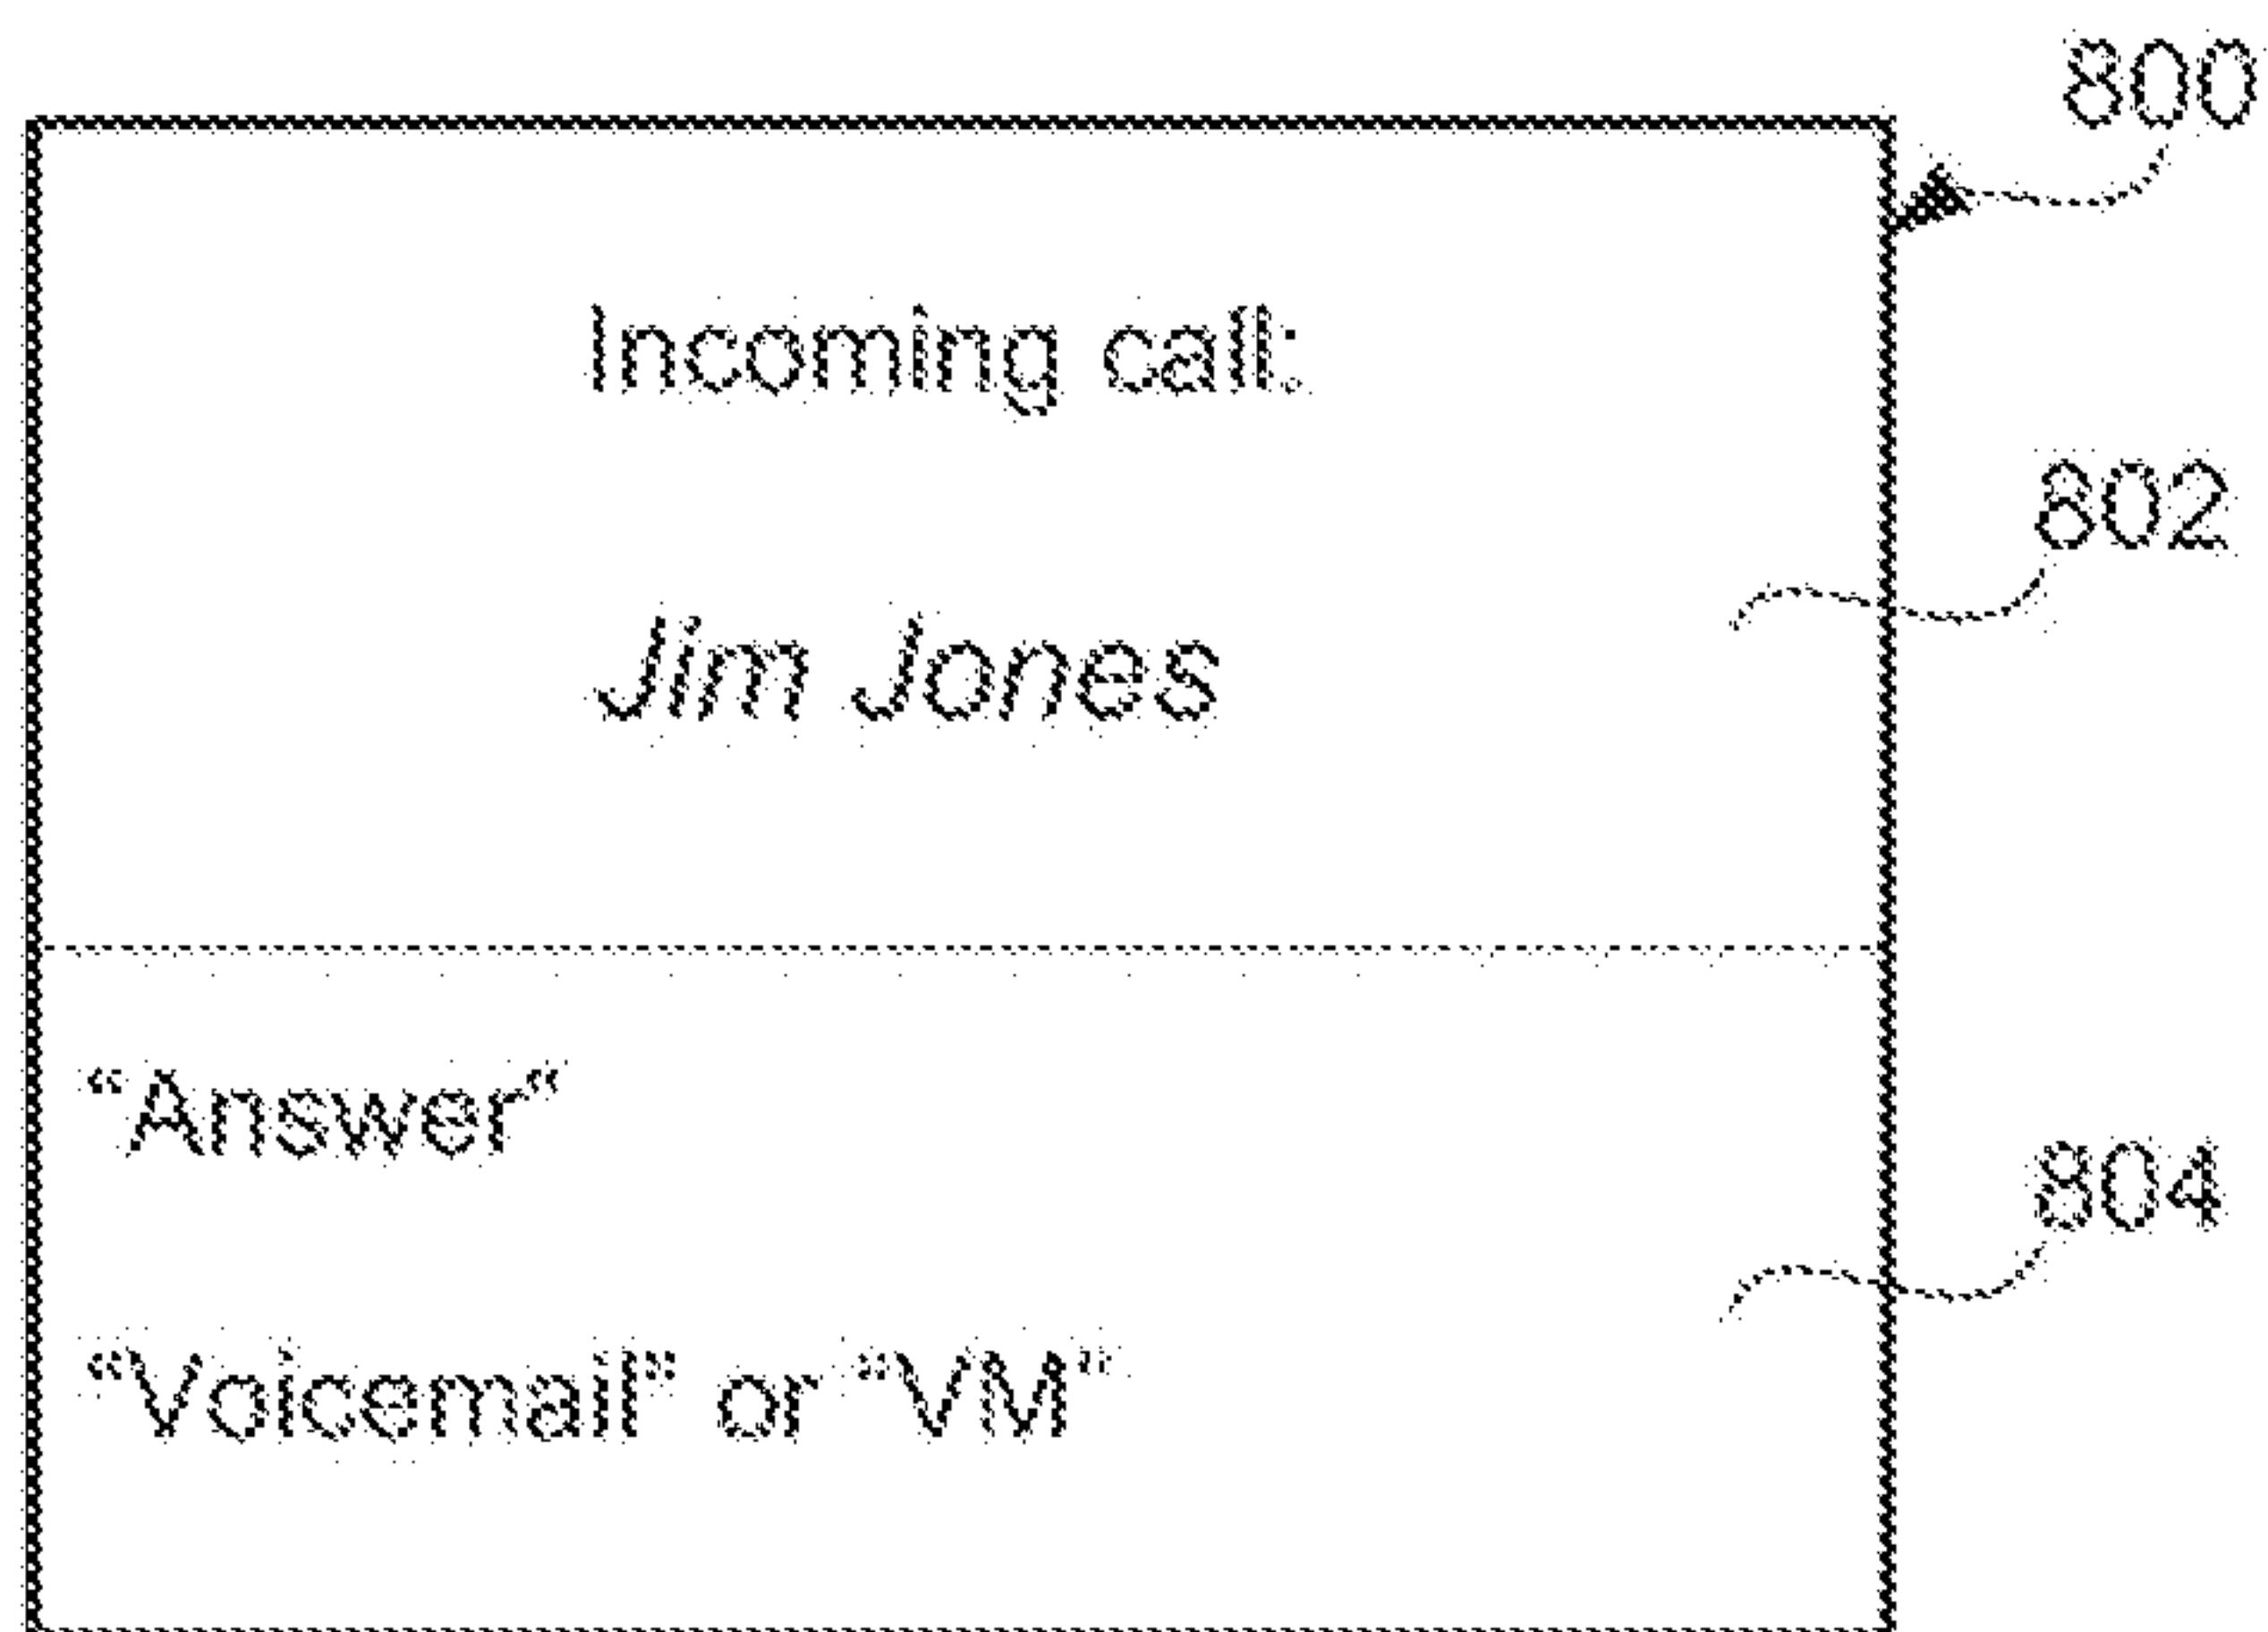 800
Incoming call:
802
Jim Jones
“Answer“
804
“Voicemail” or “VM“